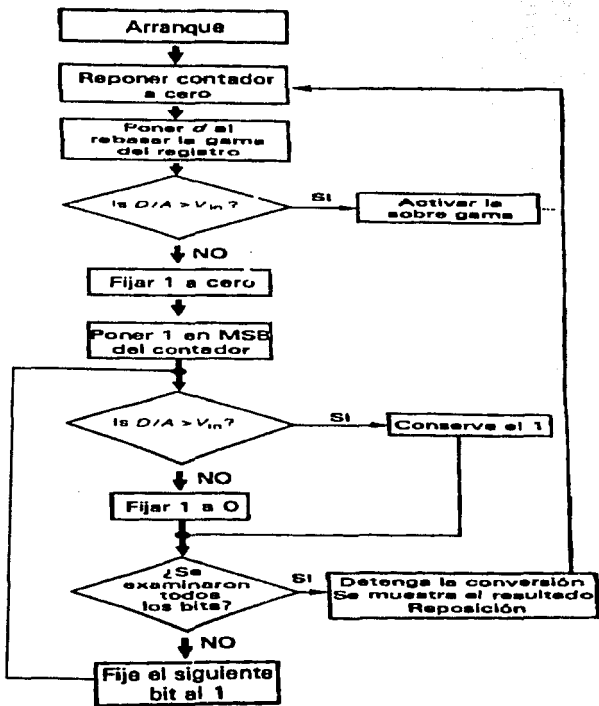 Arranque
Reponer contador
a cero
Poner d al
rebasar la gama
del registro
Is D/A > Vin?
SI
Activar la
sobre gama
NO
Fijar 1 a cero
Poner 1 en MSB
del contador
Is D/A > Vin?
SI
Conserve el 1
NO
Fijar 1 a 0
¿Se
examinaron
todos
los bits?
SI
Detenga la conversión
Se muestra el resultado
Reposición
NO
Fije el siguiente
bit al 1